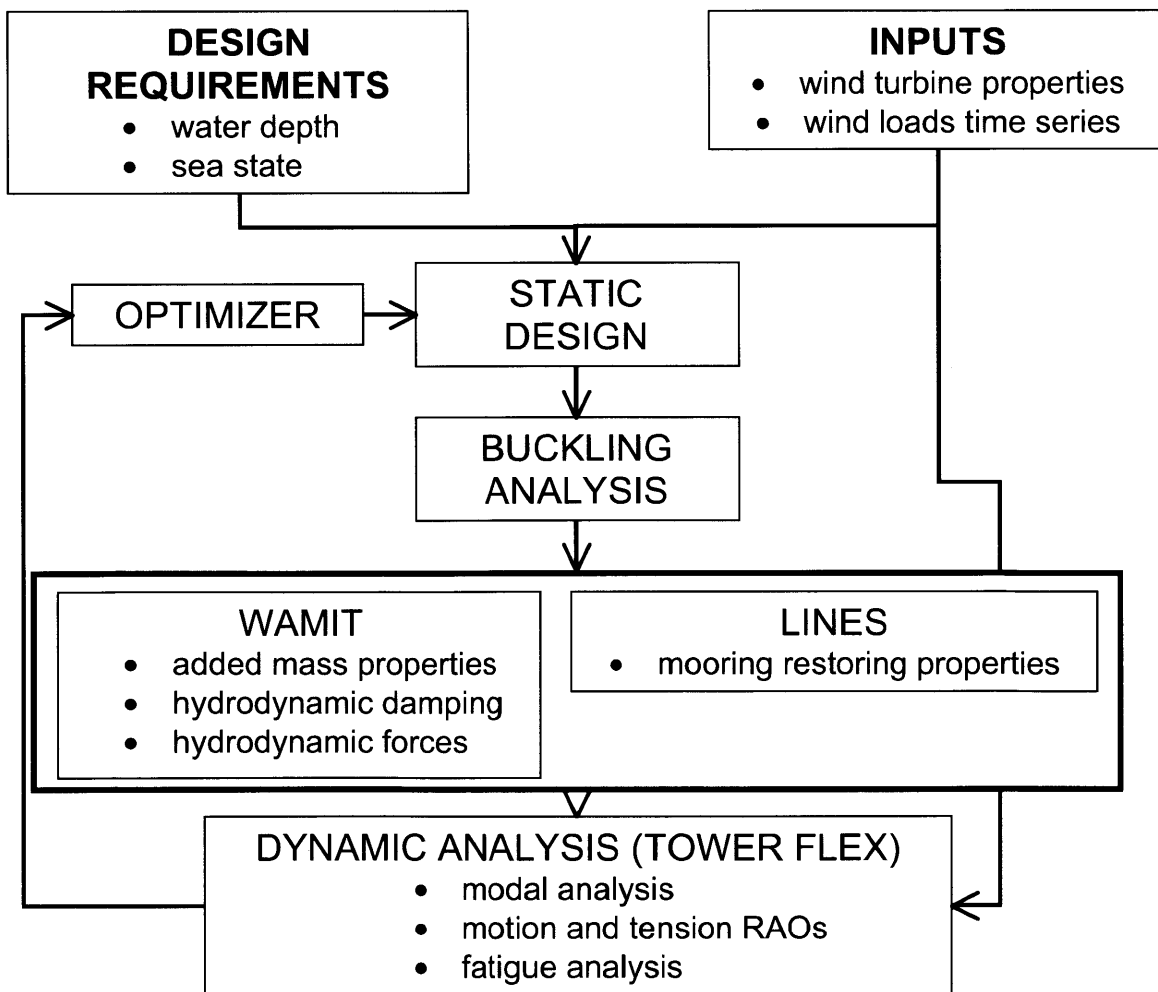 DESIGN
REQUIREMENTS
• water depth
• sea state
INPUTS
• wind turbine properties
• wind loads time series
OPTIMIZER
STATIC
DESIGN
BUCKLING
ANALYSIS
WAMIT
• added mass properties
• hydrodynamic damping
• hydrodynamic forces
LINES
• mooring restoring properties
DYNAMIC ANALYSIS (TOWER FLEX)
• modal analysis
• motion and tension RAOs
• fatigue analysis